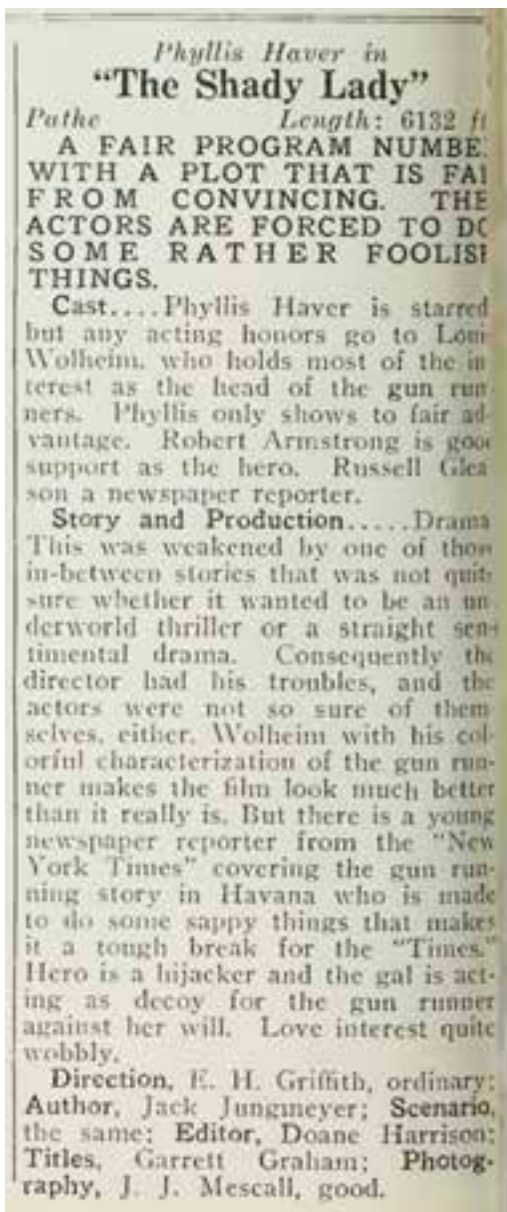 Phyllis Haver in
“The Shady Lady”
Pathe Length: 6132 ft
A FAIR PROGRAM NUMBE
WITH A PLOT THAT IS FAR
FROM CONVINCING. THE
ACTORS ARE FORCED TO DO
SOME RATHER FOOLISH
THINGS.
Cast....Phyllis Haver is starred
but any acting honors go to Loui
Wolheim, who holds most of the in
terest as the head of the gun run
ners. Phyllis only shows to fair ad
vantage. Robert Armstrong is good
support as the hero. Russell Glea
son a newspaper reporter.
Story and Production.....Drama
This was weakened by one of those
in-between stories that was not quite
sure whether it wanted to be an un
derworld thriller or a straight sen-
timental drama. Consequently the
director had his troubles, and the
actors were not so sure of them
selves, either. Wolheim with his col
orful characterization of the gun run-
ner makes the film look much better
than it really is. But there is a young
newspaper reporter from the “New
York Times” covering the gun run-
ning story in Havana who is made
to do some sappy things that makes
it a tough break for the “Times.”
Hero is a hijacker and the gal is act-
ing as decoy for the gun runner
against her will. Love interest quite
wobbly.
Direction, E. H. Griffith, ordinary;
Author, Jack Jungmeyer; Scenario,
the same; Editor, Doane Harrison;
Titles, Garrett Graham; Photog-
raphy, J. J. Mescall, good.